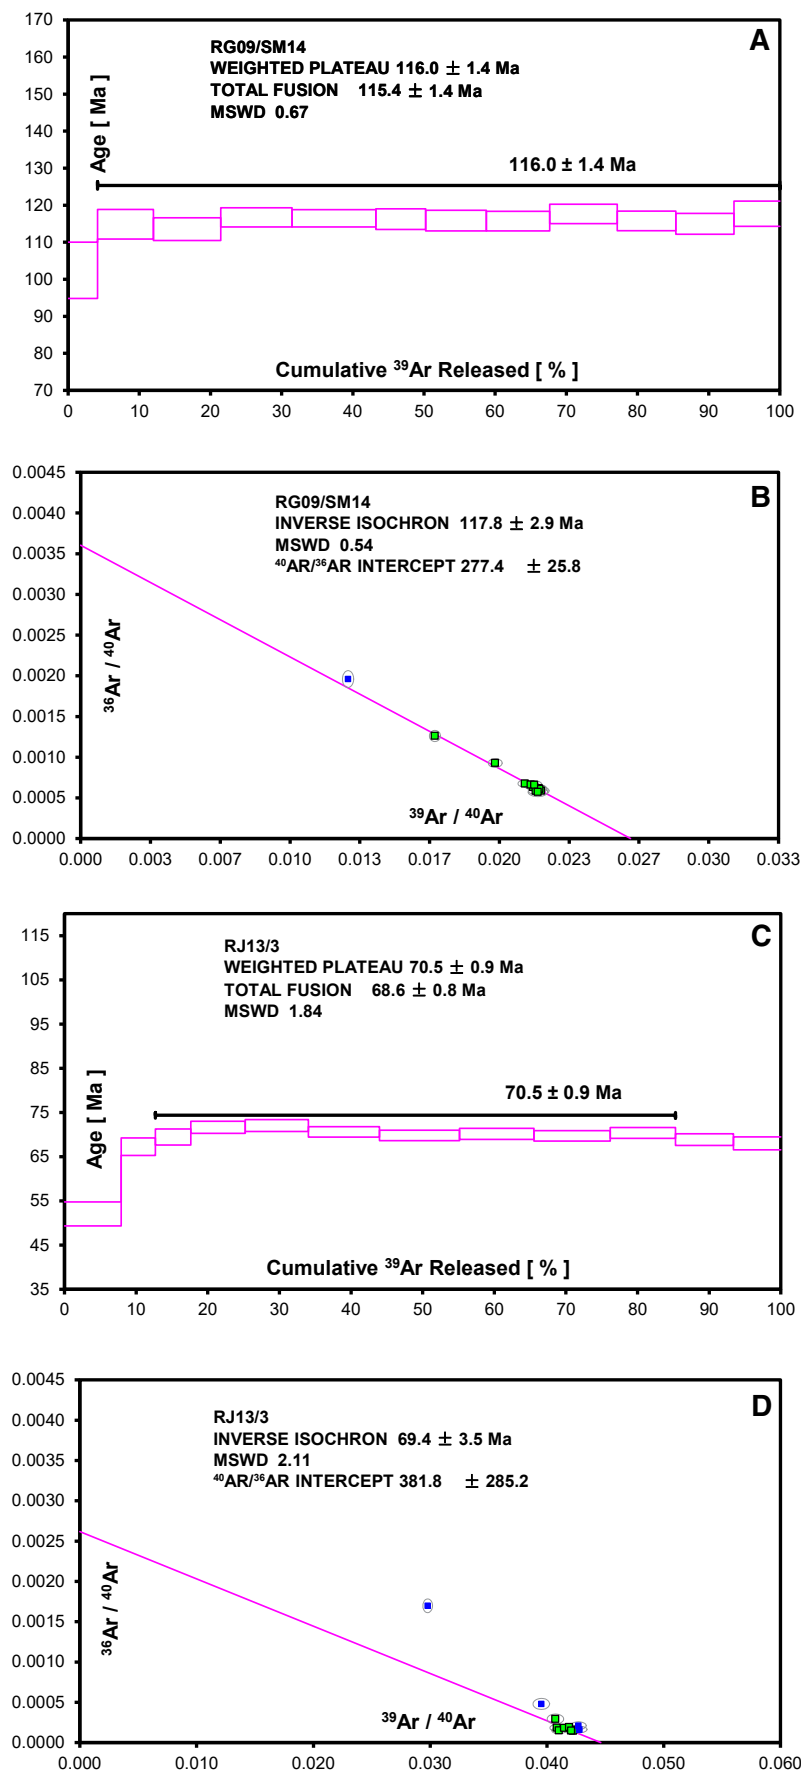 A
RG09/SM14
WEIGHTED PLATEAU 116.0 ± 1.4 Ma
TOTAL FUSION 115.4 ± 1.4 Ma
MSWD 0.67
116.0 ± 1.4 Ma
Age [ Ma ]
170
160
150
140
130
120
110
100
90
80
70
Cumulative ³⁹Ar Released [ % ]
0 10 20 30 40 50 60 70 80 90 100
B
RG09/SM14
INVERSE ISOCHRON 117.8 ± 2.9 Ma
MSWD 0.54
⁴⁰AR/³⁶AR INTERCEPT 277.4 ± 25.8
³⁶Ar / ⁴⁰Ar
0.0045
0.0040
0.0035
0.0030
0.0025
0.0020
0.0015
0.0010
0.0005
0.0000
³⁹Ar / ⁴⁰Ar
0.000 0.003 0.007 0.010 0.013 0.017 0.020 0.023 0.027 0.030 0.033
C
RJ13/3
WEIGHTED PLATEAU 70.5 ± 0.9 Ma
TOTAL FUSION 68.6 ± 0.8 Ma
MSWD 1.84
70.5 ± 0.9 Ma
Age [ Ma ]
115
105
95
85
75
65
55
45
35
Cumulative ³⁹Ar Released [ % ]
0 10 20 30 40 50 60 70 80 90 100
D
RJ13/3
INVERSE ISOCHRON 69.4 ± 3.5 Ma
MSWD 2.11
⁴⁰AR/³⁶AR INTERCEPT 381.8 ± 285.2
³⁶Ar / ⁴⁰Ar
0.0045
0.0040
0.0035
0.0030
0.0025
0.0020
0.0015
0.0010
0.0005
0.0000
³⁹Ar / ⁴⁰Ar
0.000 0.010 0.020 0.030 0.040 0.050 0.060